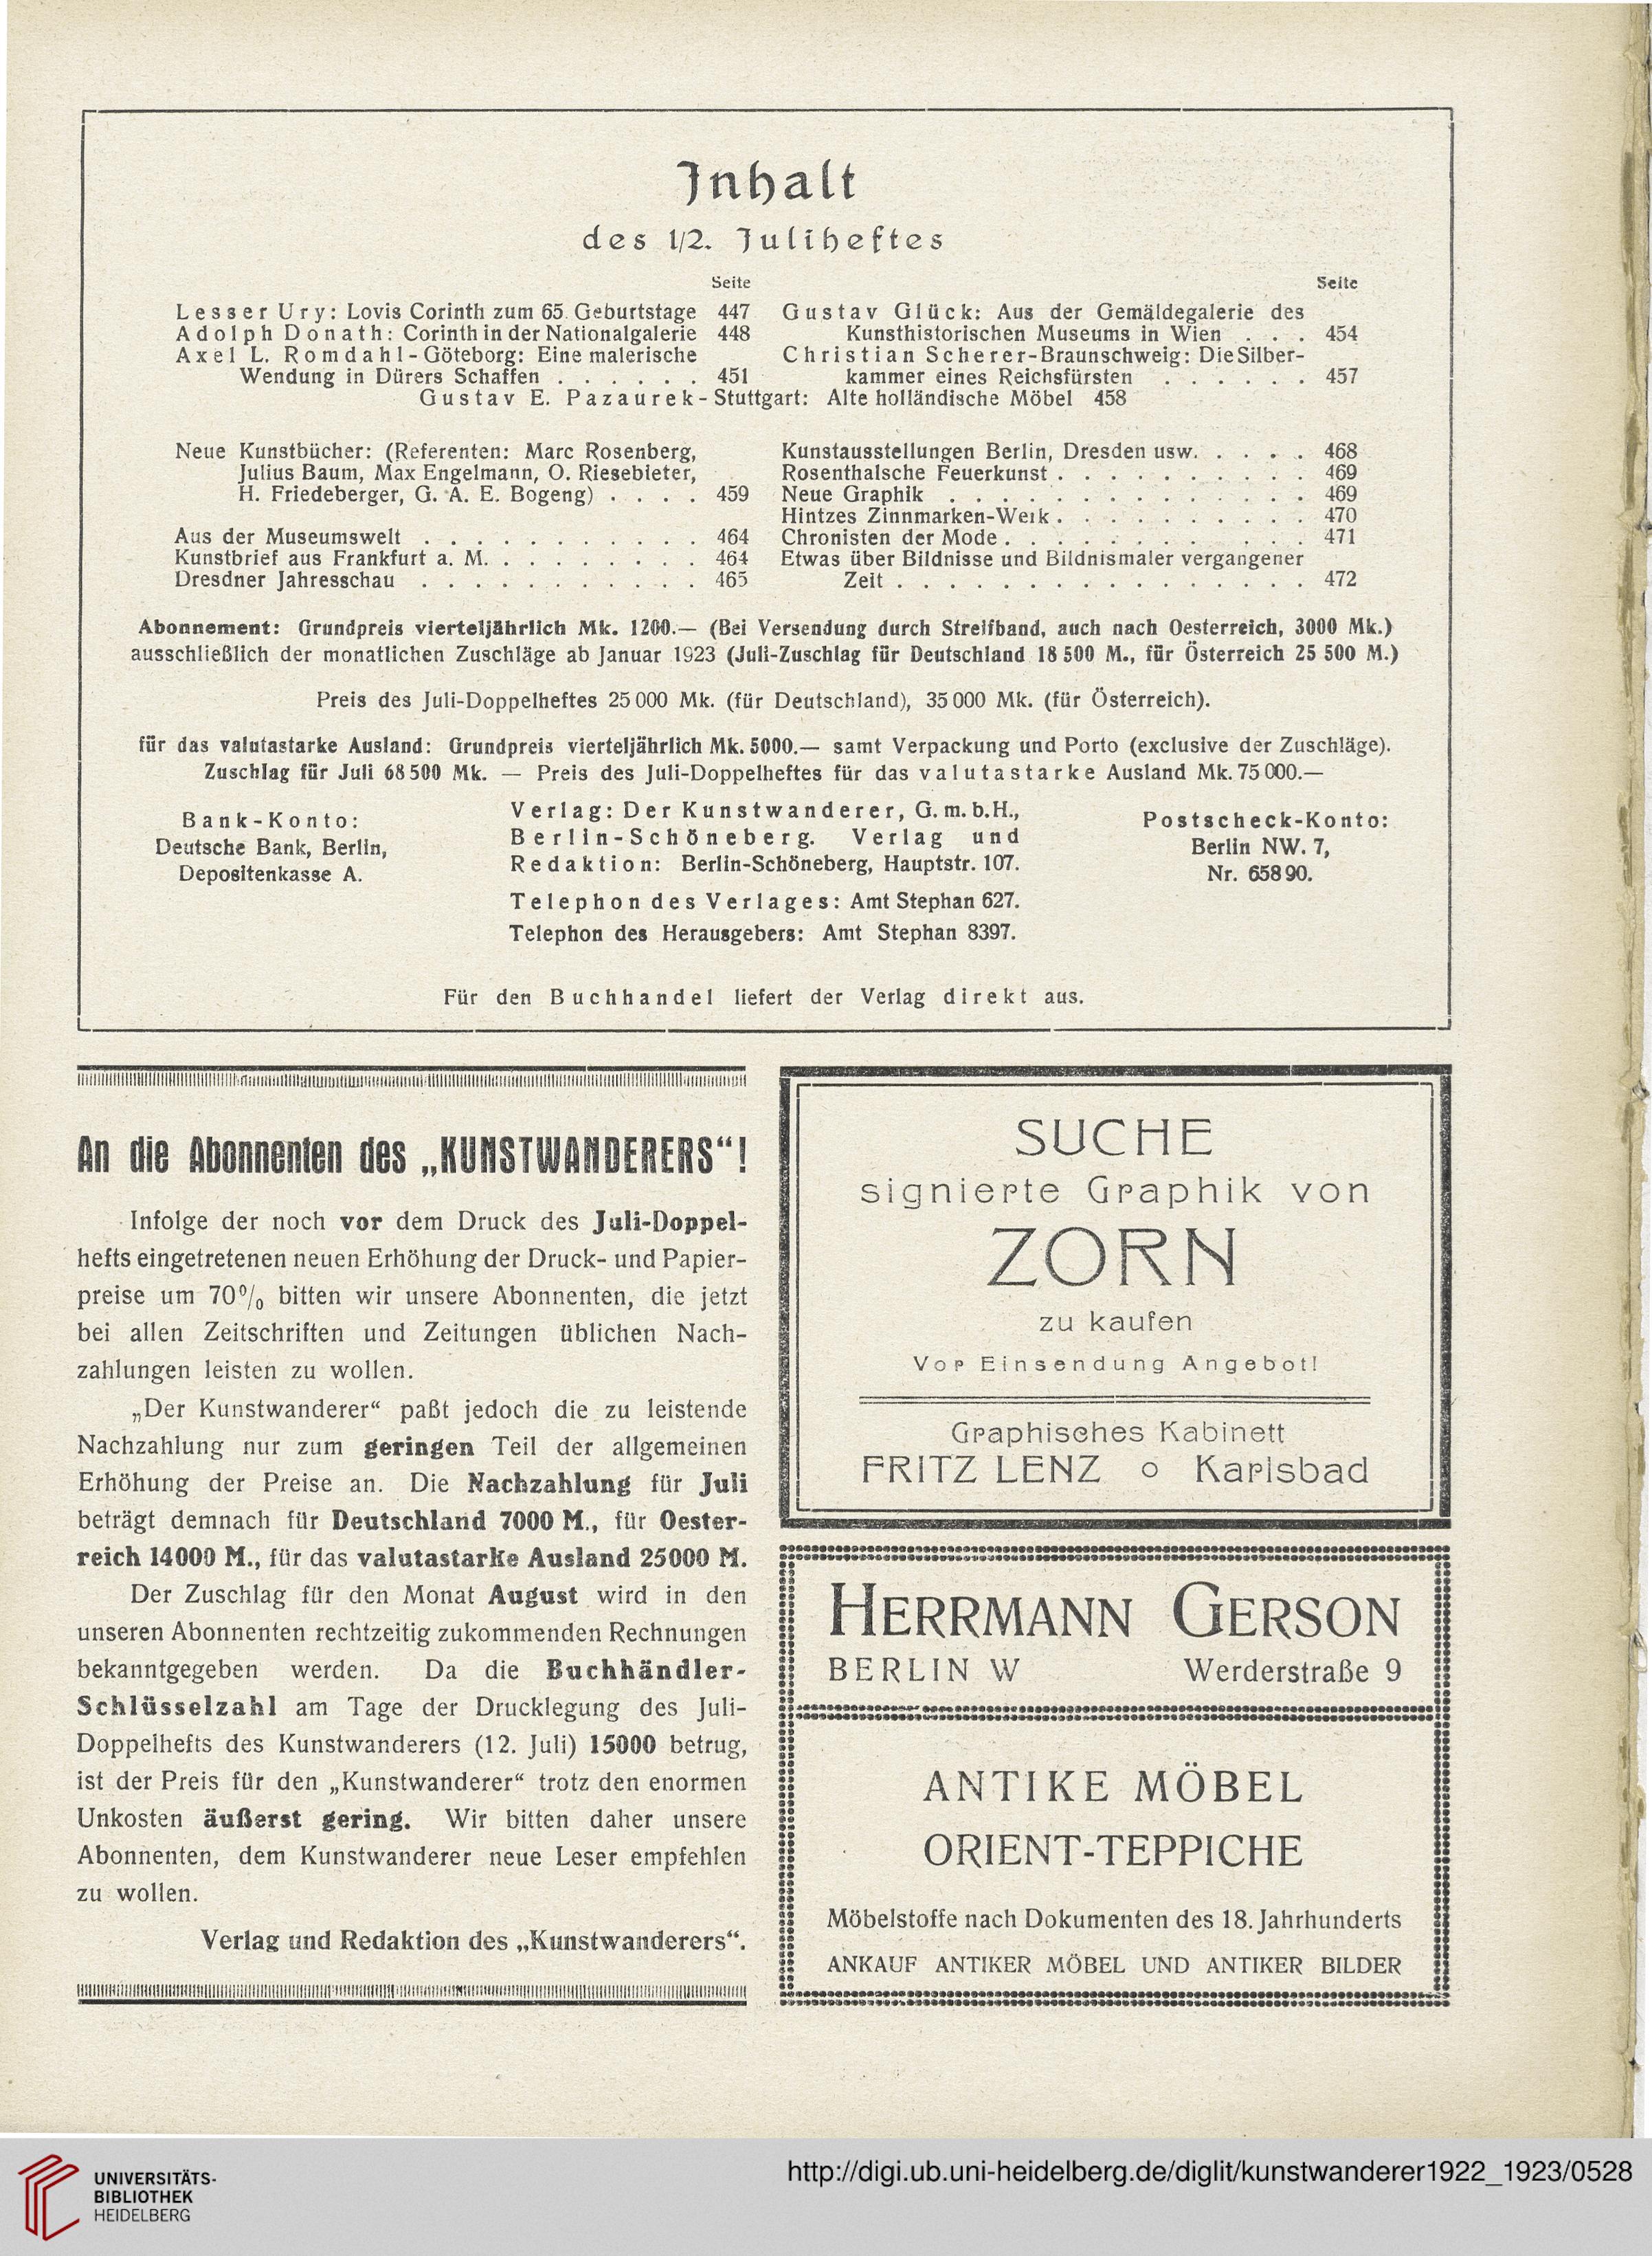 Inhalt
des 1/2. Juliheftes
Seite
Lesser Ury: Lovis Corinth zum 65. Geburtstage 447
Adolph Donath: Corinth in der Nationalgalerie 448
Axel L. Romdahl-Göteborg: Eine malerische
Wendung in Dürers Schaffen . . . . . . 451
Seite
Gustav Glück: Aus der Gemäldegalerie des
Kunsthistorischen Museums in Wien . . . 454
Christian Scherer-Braunschweig: Die Silber-
kammer eines Reichsfürsten . . . . . . 457
Gustav E. Pazaurek-Stuttgart: Alte holländische Möbel 458
Neue Kunstbücher: (Referenten: Marc Rosenberg,
Julius Baum, Max Engelmann, O. Riesebieter,
H. Friedeberger, G. A. E. Bogeng) . . . . 459
Aus der Museumswelt . . . . . . . . . . . 464
Kunstbrief aus Frankfurt a. M. . . . . . . . . 464
Dresdner Jahresschau . . . . . . . . . . . 465
Kunstausstellungen Berlin, Dresden usw. . . . . 468
Rosenthalsche Feuerkunst . . . . . . . . . . 469
Neue Graphik . . . . . . . . . . . . . . 469
Hintzes Zinnmarken-Werk . . . . . . . . . . 470
Chronisten der Mode . . . . . . . . . . . . 471
Etwas über Bildnisse und Bildnismaler vergangener
Zeit . . . . . . . . . . . . . . . . 472
Abonnement: Grundpreis vierteljährlich Mk. 1200.— (Bei Versendung durch Streifband, auch nach Oesterreich, 3000 Mk.)
ausschließlich der monatlichen Zuschläge ab Januar 1923 (Juli-Zuschlag für Deutschland 18 500 M., für Österreich 25 500 M.)
Preis des Juli-Doppelheftes 25 000 Mk. (für Deutschland), 35 000 Mk. (für Österreich).
für das valutastarke Ausland: Grundpreis vierteljährlich Mk. 5000.— samt Verpackung und Porto (exclusive der Zuschläge).
Zuschlag für Juli 68 500 Mk. — Preis des Juli-Doppelheftes für das valutastarke Ausland Mk. 75 000.—
Bank-Konto:
Deutsche Bank, Berlin,
Depositenkasse A.
Verlag: Der Kunstwanderer, G. m. b. H.,
Berlin-Schöneberg. Verlag und
Redaktion: Berlin-Schöneberg, Hauptstr. 107.
Telephon des Verlages: Amt Stephan 627.
Telephon des Herausgebers: Amt Stephan 8397.
Postscheck-Konto:
Berlin NW. 7,
Nr. 658 90.
Für den Buchhandel liefert der Verlag direkt aus.
An die Abonnenten des „KUNSTWANDERERS“!
Infolge der noch vor dem Druck des Juli-Doppel-
hefts eingetretenen neuen Erhöhung der Druck- und Papier-
preise um 70% bitten wir unsere Abonnenten, die jetzt
bei allen Zeitschriften und Zeitungen üblichen Nach-
zahlungen leisten zu wollen.
„Der Kunstwanderer“ paßt jedoch die zu leistende
Nachzahlung nur zum geringen Teil der allgemeinen
Erhöhung der Preise an. Die Nachzahlung für Juli
beträgt demnach für Deutschland 7000 M., für Oester-
reich 14000 M., für das valutastarke Ausland 25000 M.
Der Zuschlag für den Monat August wird in den
unseren Abonnenten rechtzeitig zukommenden Rechnungen
bekanntgegeben werden. Da die Buchhändler-
Schlüsselzahl am Tage der Drucklegung des Juli-
Doppelhefts des Kunstwanderers (12. Juli) 15000 betrug,
ist der Preis für den „Kunstwanderer“ trotz den enormen
Unkosten äußerst gering. Wir bitten daher unsere
Abonnenten, dem Kunstwanderer neue Leser empfehlen
zu wollen.
Verlag und Redaktion des „Kunstwanderers“.
SUCHE
signierte Graphik von
ZORN
zu kaufen
Vor Einsendung Angebot!
Graphisches Kabinett
FRITZ LENZ o Karlsbad
HERRMANN GERSON
BERLIN W Werderstraße 9
ANTIKE MÖBEL
ORIENT-TEPPICHE
Möbelstoffe nach Dokumenten des 18. Jahrhunderts
ANKAUF ANTIKER MÖBEL UND ANTIKER BILDER
UNIVERSITÄTS-
BIBLIOTHEK
HEIDELBERG
http://digi.ub.uni-heidelberg.de/diglit/kunstwanderer1922_1923/0528